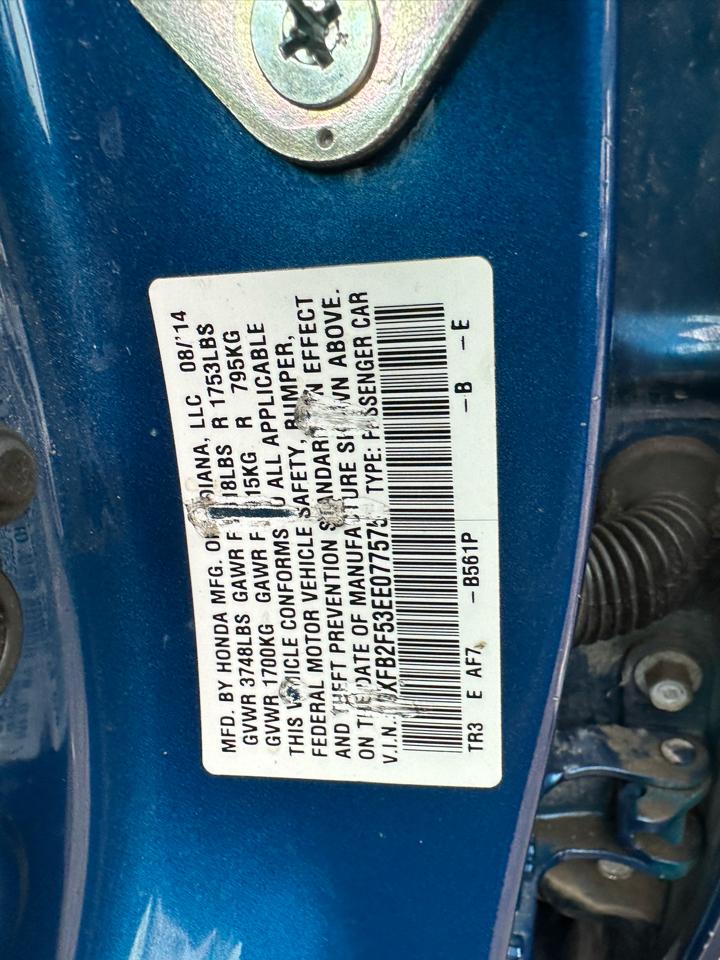 MFD. BY HONDA MFG. OF INDIANA, LLC 08/'14
GVWR 3748LBS GAWR F 18LBS R 1753LBS
GVWR 1700KG GAWR F 15KG R 795KG
THIS VEHICLE CONFORMS TO ALL APPLICABLE
FEDERAL MOTOR VEHICLE SAFETY, BUMPER,
AND THEFT PREVENTION STANDARDS IN EFFECT
ON THE DATE OF MANUFACTURE SHOWN ABOVE.
V.I.N.: XFB2F53EE07757 TYPE: PASSENGER CAR
TR3 E AF7 -B561P -B -E